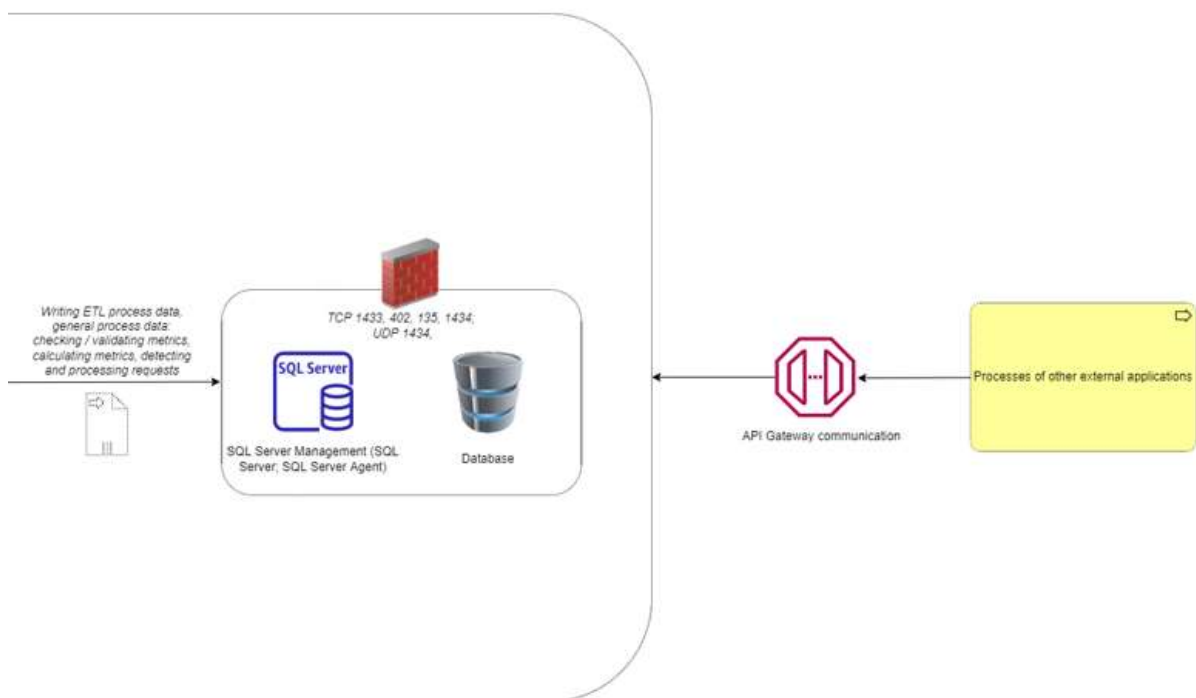 Writing ETL process data,
general process data:
checking / validating metrics,
calculating metrics, detecting
and processing requests
TCP 1433, 402, 135, 1434;
UDP 1434,
SQL Server
SQL Server Management (SQL
Server, SQL Server Agent)
Database
API Gateway communication
Processes of other external applications